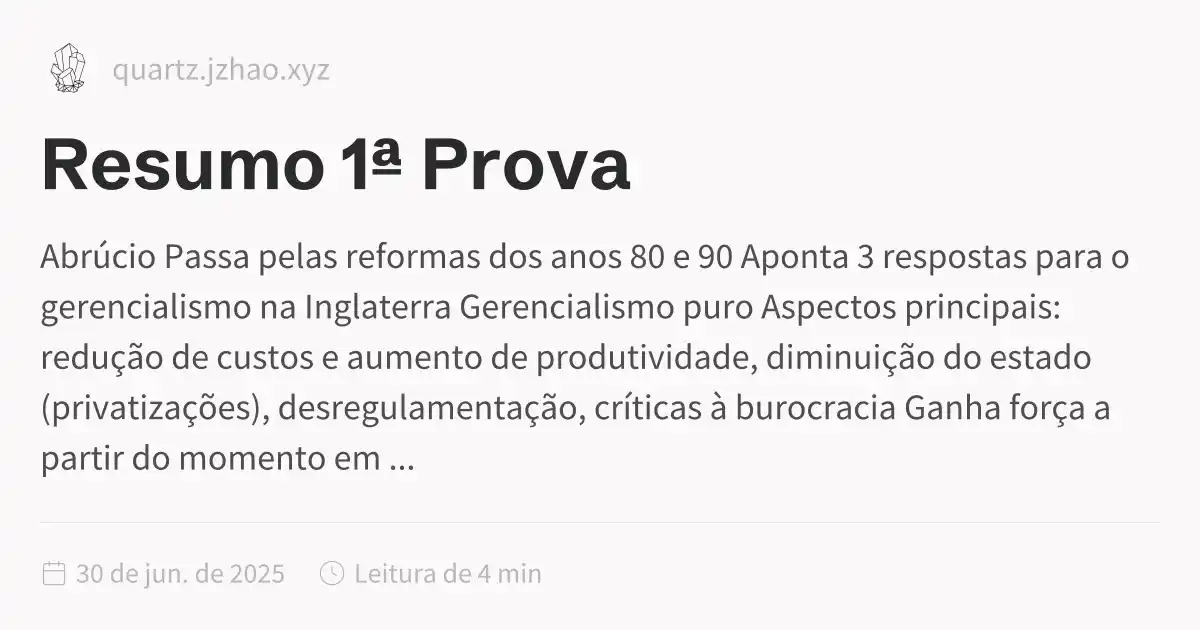 quartz.jzhao.xyz
Resumo 1ª Prova
Abrúcio Passa pelas reformas dos anos 80 e 90 Aponta 3 respostas para o
gerencialismo na Inglaterra Gerencialismo puro Aspectos principais:
redução de custos e aumento de produtividade, diminuição do estado
(privatizações), desregulamentação, críticas à burocracia Ganha força a
partir do momento em ...
30 de jun. de 2025 Leitura de 4 min